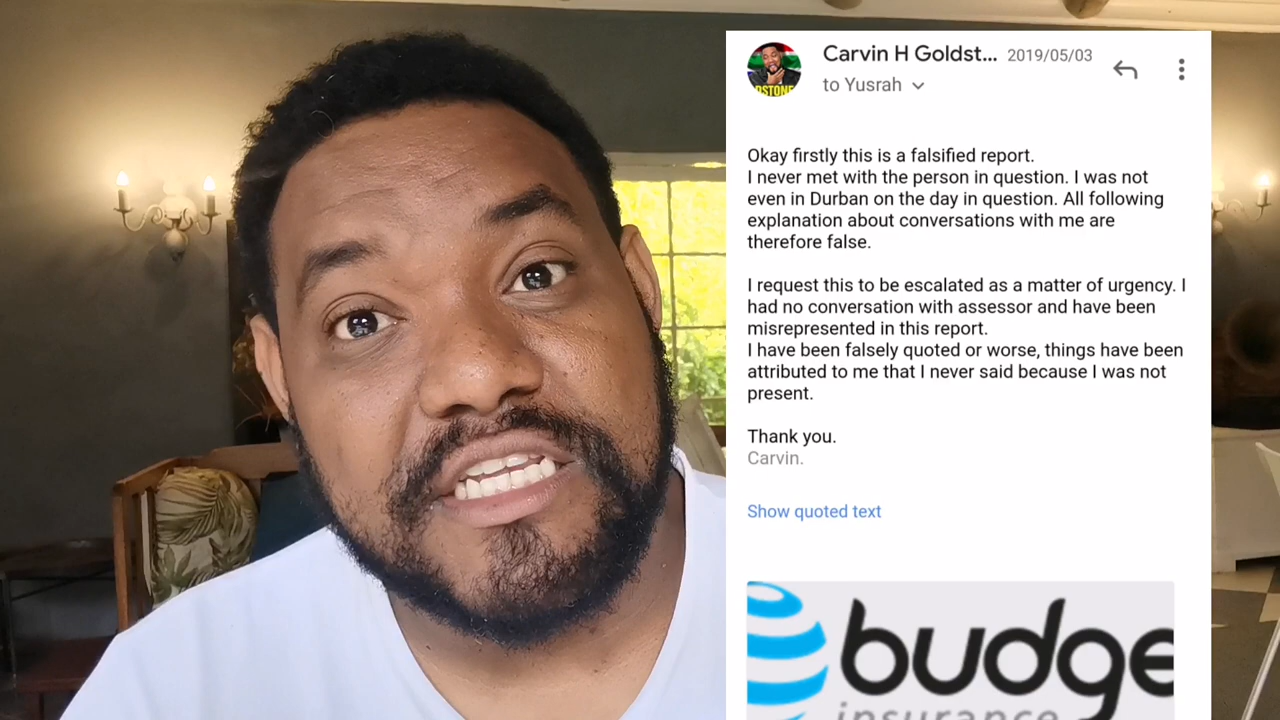 Carvin H Goldst... 2019/05/03
to Yusrah
DSTONE
Okay firstly this is a falsified report.
I never met with the person in question. I was not
even in Durban on the day in question. All following
explanation about conversations with me are
therefore false.
I request this to be escalated as a matter of urgency. I
had no conversation with assessor and have been
misrepresented in this report.
I have been falsely quoted or worse, things have been
attributed to me that I never said because I was not
present.
Thank you.
Carvin.
Show quoted text
budge
insurance